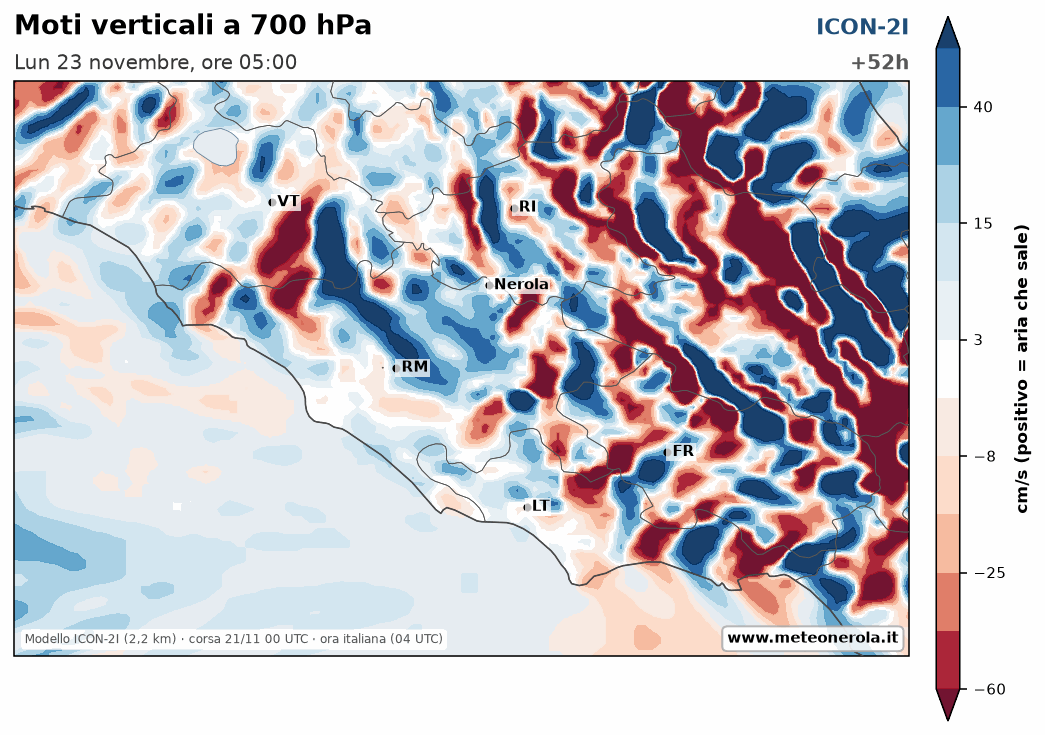 Moti verticali a 700 hPa
ICON-2I
Lun 23 novembre, ore 05:00
+52h
40
15
3
−8
−25
−60
cm/s (positivo = aria che sale)
VT
RI
Nerola
RM
FR
LT
Modello ICON-2I (2,2 km) · corsa 21/11 00 UTC · ora italiana (04 UTC)
www.meteonerola.it